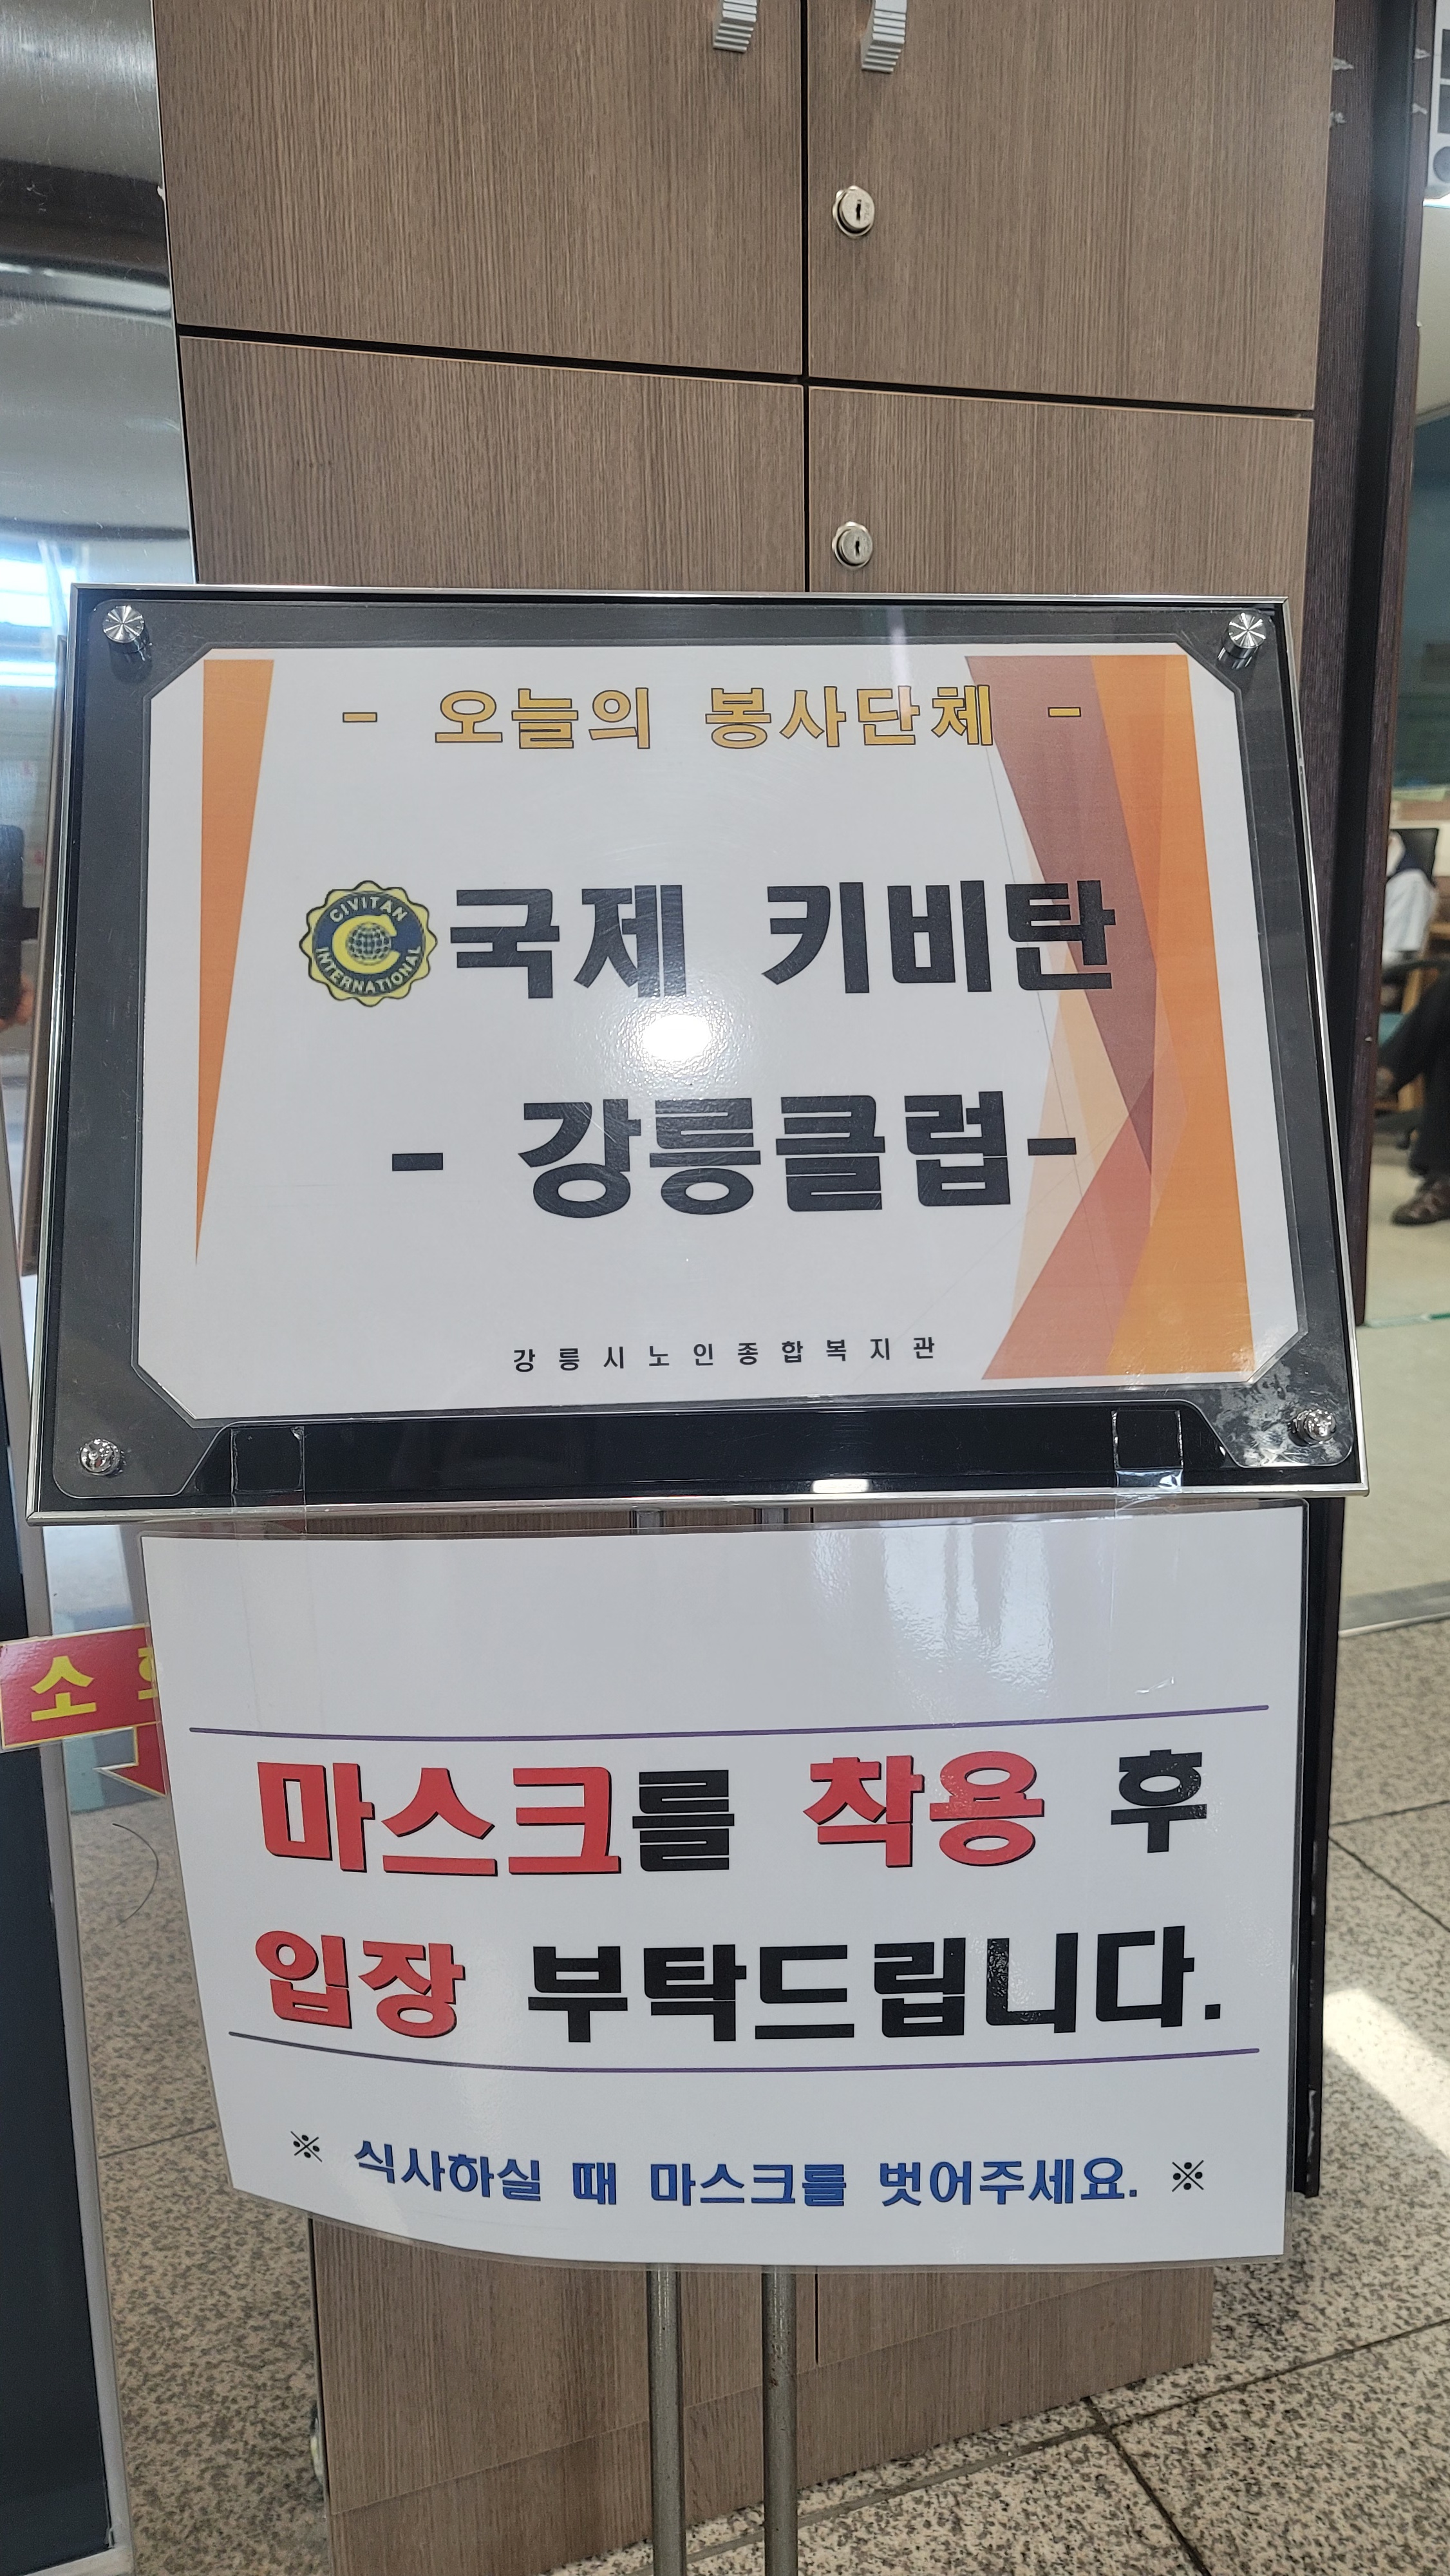 - 오늘의 봉사단체 -
CIVITAN
INTERNATIONAL
국제 키비탄
- 강릉클럽-
강릉시노인종합복지관
소
마스크를 착용 후
입장 부탁드립니다.
※ 식사하실 때 마스크를 벗어주세요. ※